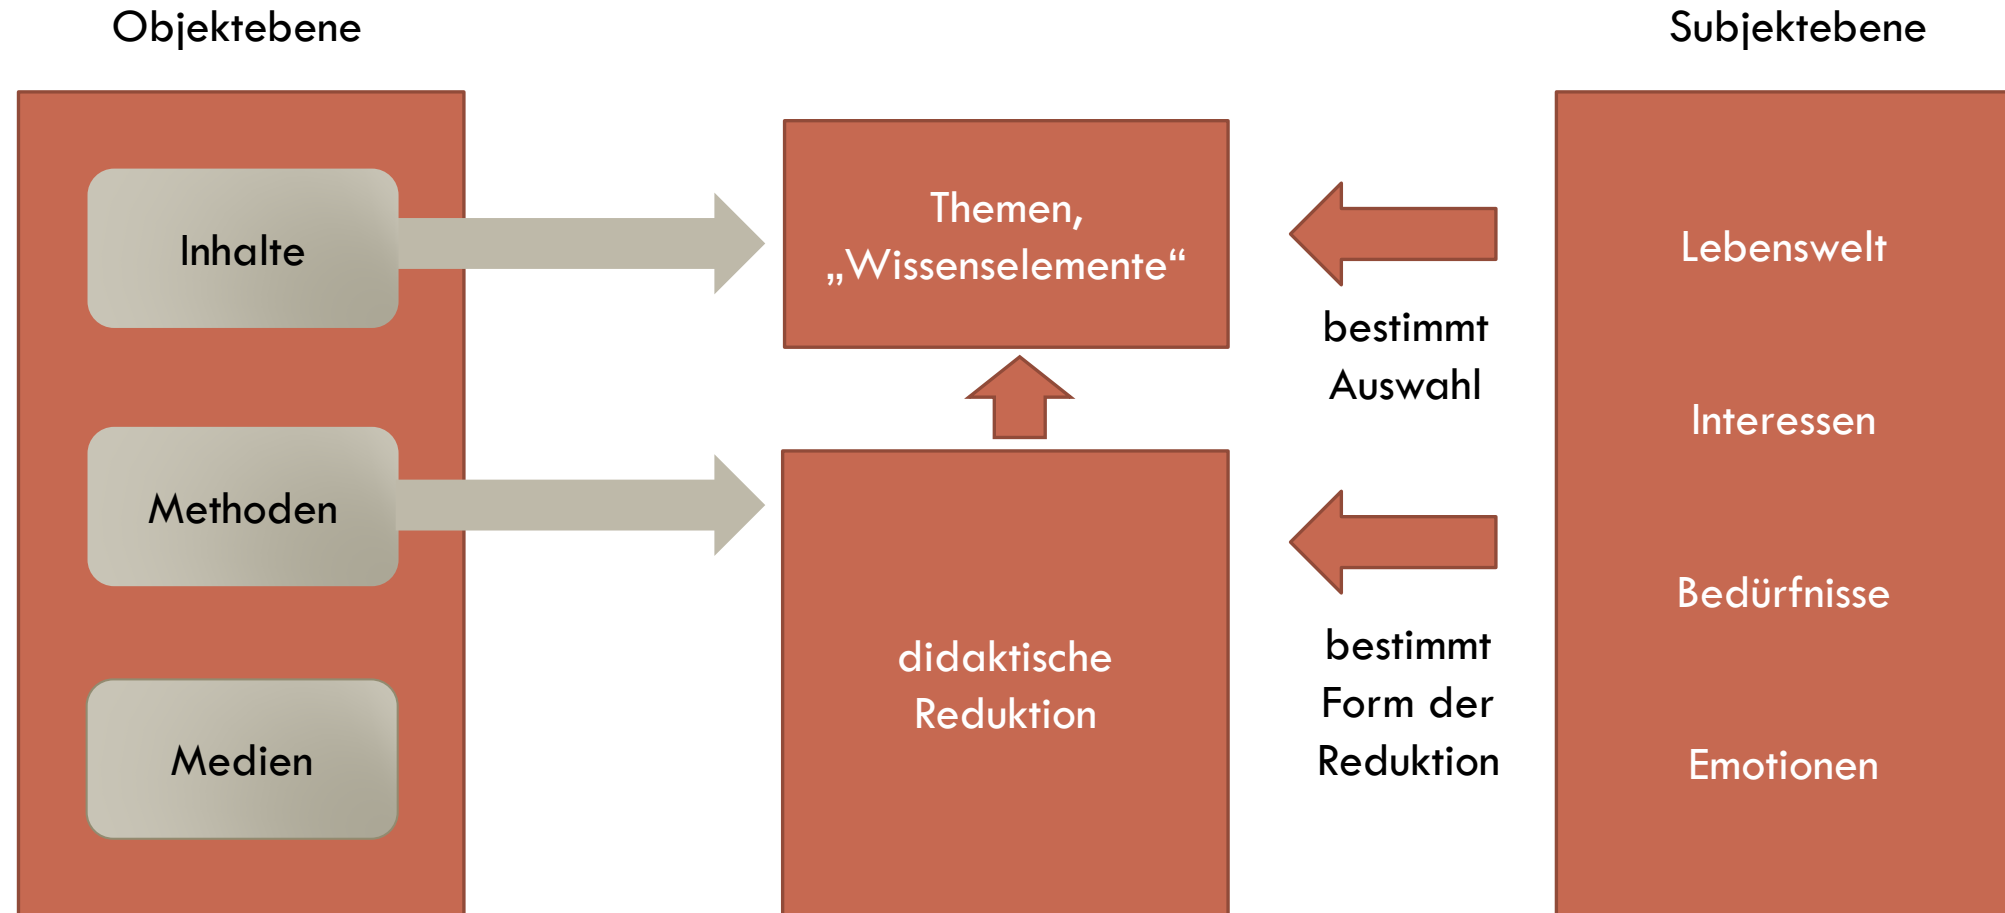 Objektebene
Subjektebene
Inhalte
Methoden
Medien
Themen,
„Wissenselemente“
didaktische
Reduktion
bestimmt
Auswahl
bestimmt
Form der
Reduktion
Lebenswelt
Interessen
Bedürfnisse
Emotionen